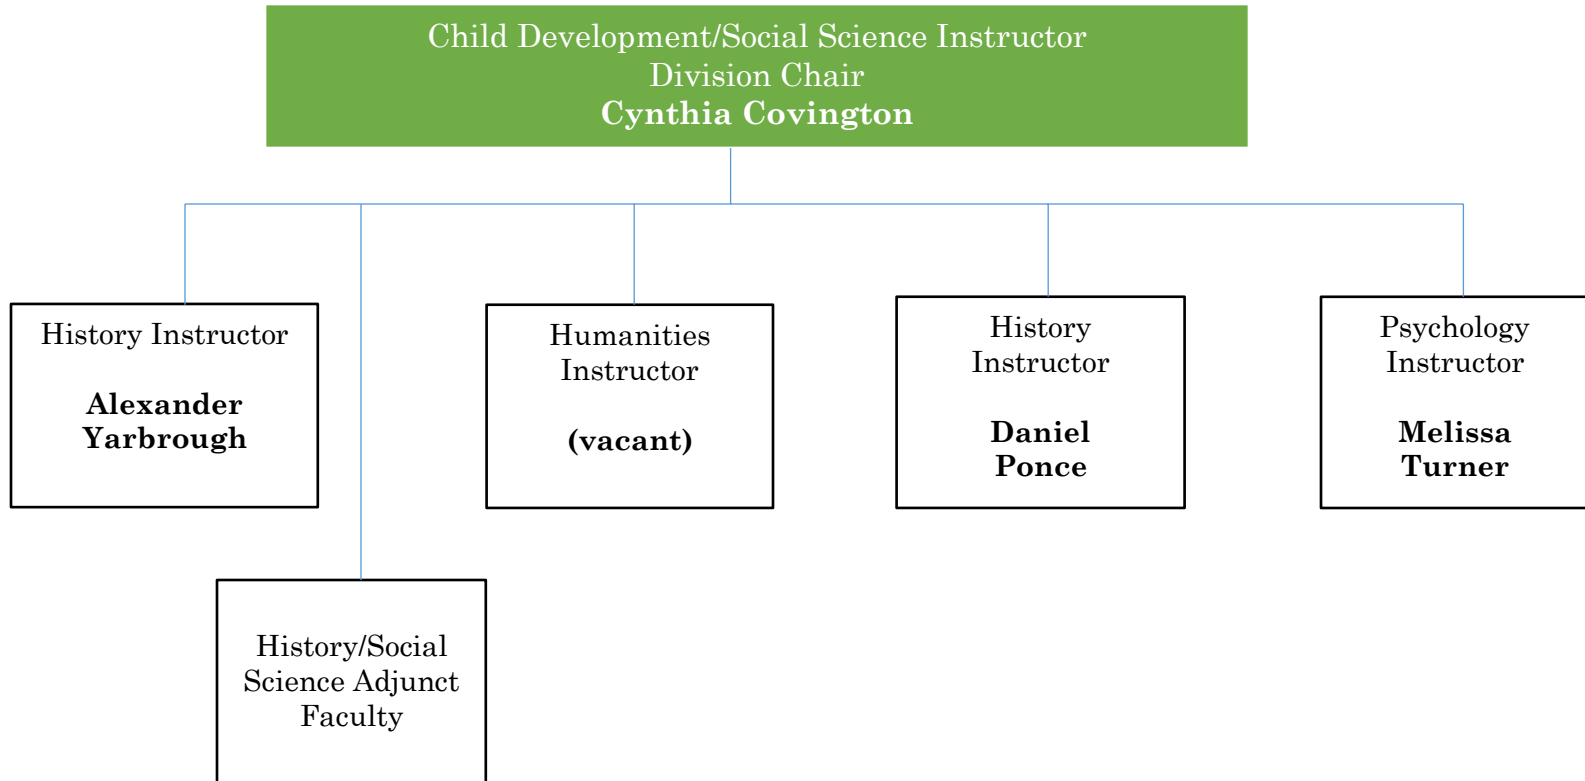 Child Development/Social Science Instructor
Division Chair
Cynthia Covington
History Instructor
Alexander
Yarbrough
Humanities
Instructor
(vacant)
History
Instructor
Daniel
Ponce
Psychology
Instructor
Melissa
Turner
History/Social
Science Adjunct
Faculty